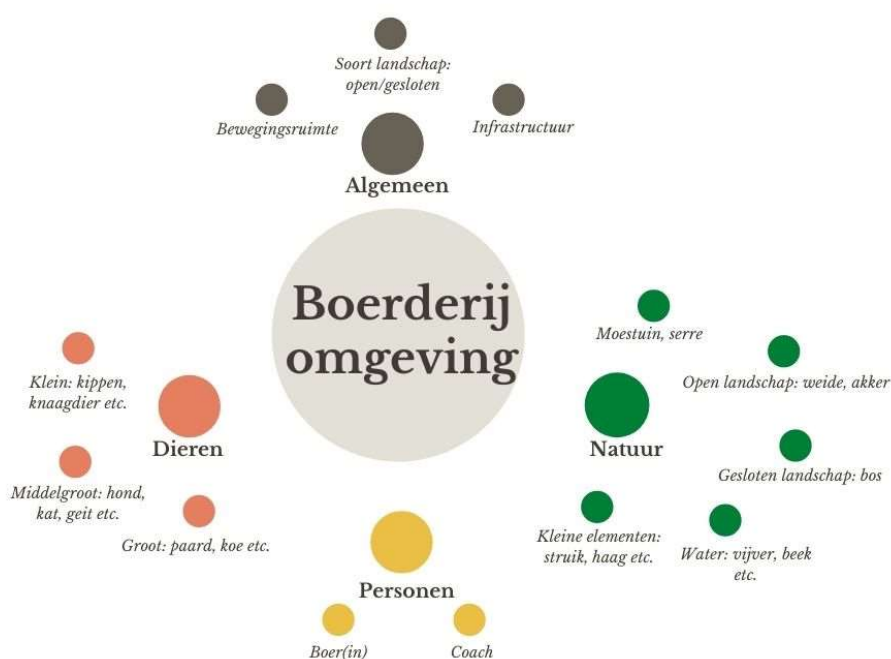 Soort landschap:
open/gesloten
Bewegingsruimte
Infrastructuur
Algemeen
Boerderij
omgeving
Moestuin, serre
Open landschap: weide, akker
Natuur
Gesloten landschap: bos
Kleine elementen:
struik, haag etc.
Water: vijver, beek
etc.
Klein: kippen,
knaagdier etc.
Dieren
Middelgroot: hond,
kat, geit etc.
Groot: paard, koe etc.
Personen
Boer(in)
Coach